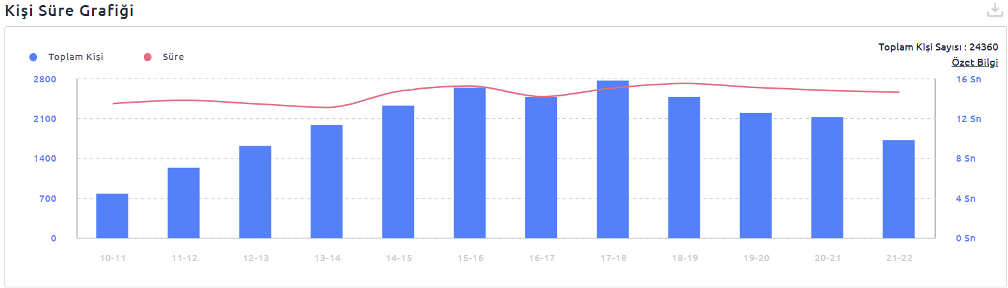 Kişi Süre Grafiği
Toplam Kişi Sayısı : 24360
Özet Bilgi
Toplam Kişi Süre
2800 16 Sn
2100 12 Sn
1400 8 Sn
700 4 Sn
0 0 Sn
10-11 11-12 12-13 13-14 14-15 15-16 16-17 17-18 18-19 19-20 20-21 21-22